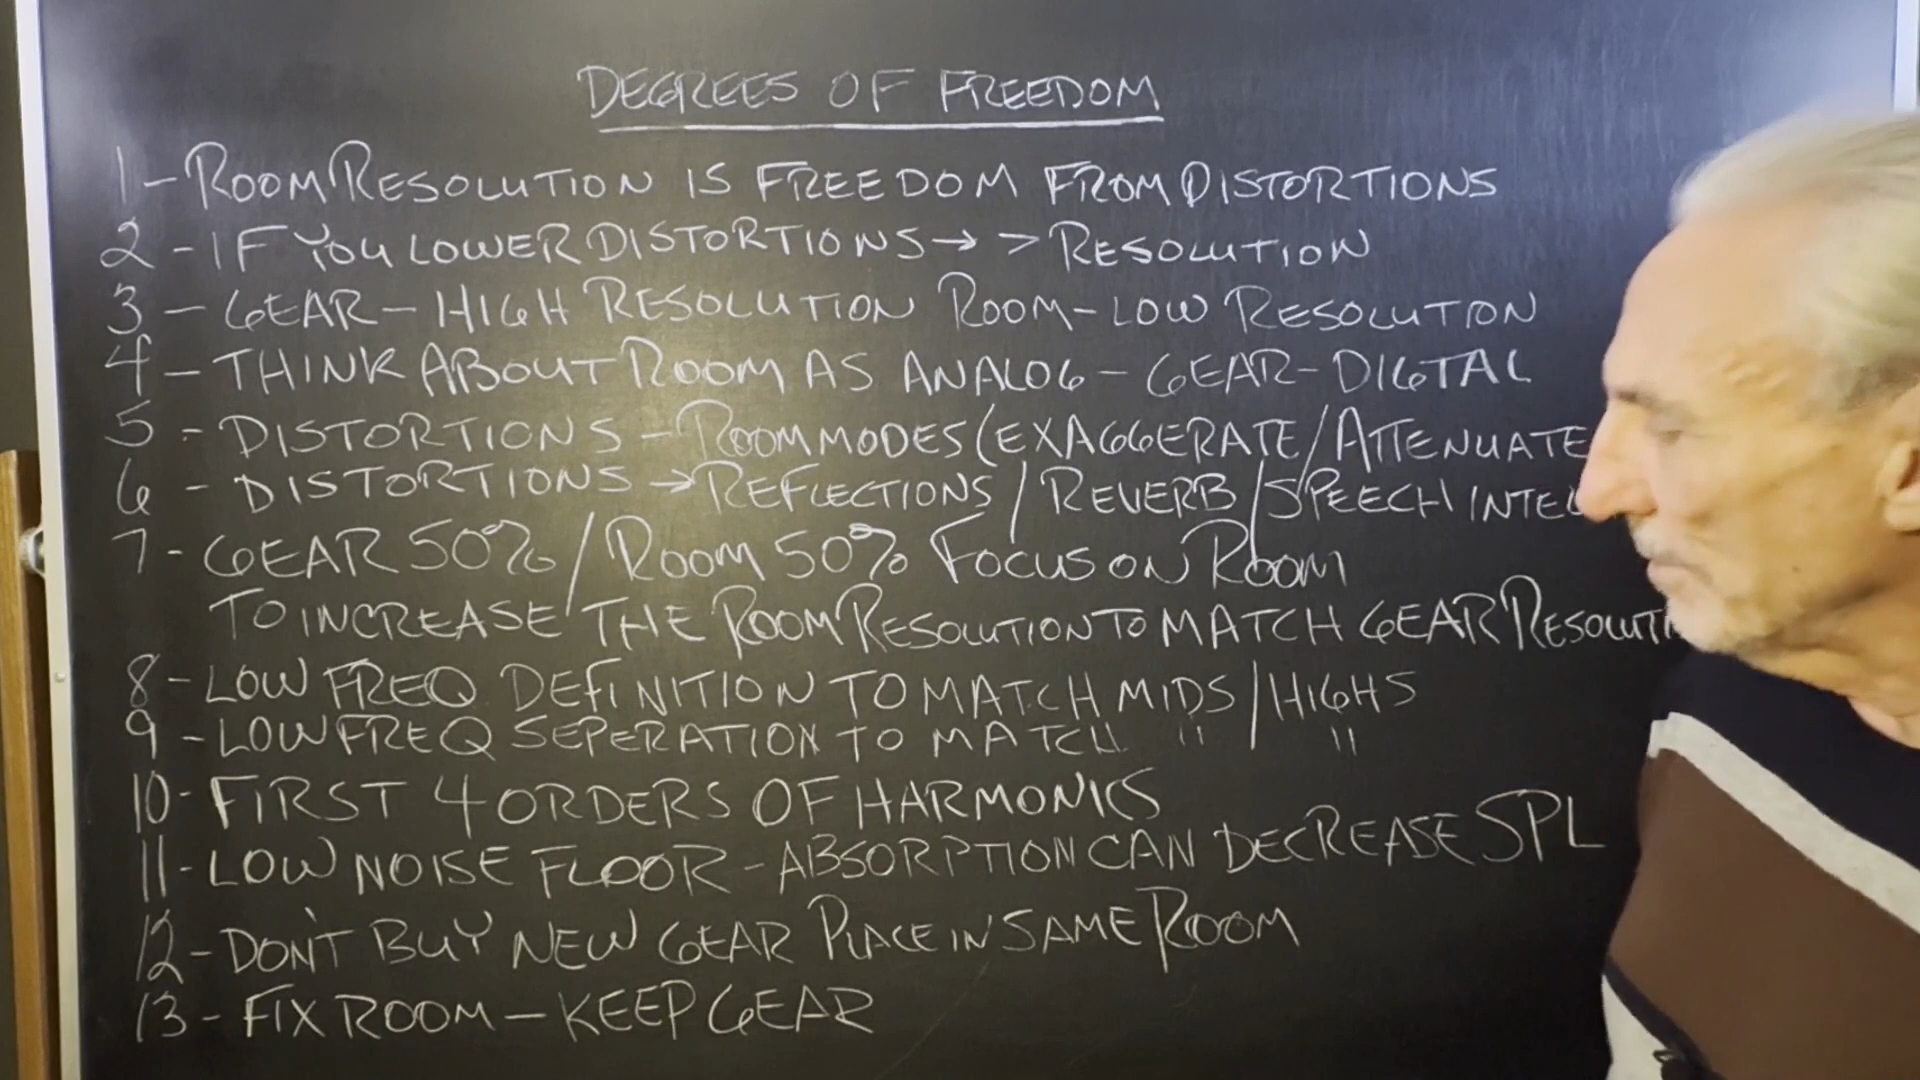 DEGREES OF FREEDOM
1 - ROOM RESOLUTION IS FREEDOM FROM DISTORTIONS
2 - IF YOU LOWER DISTORTIONS → > RESOLUTION
3 - GEAR - HIGH RESOLUTION ROOM - LOW RESOLUTION
4 - THINK ABOUT ROOM AS ANALOG - GEAR - DIGITAL
5 - DISTORTIONS - ROOM MODES (EXAGGERATE / ATTENUATE
6 - DISTORTIONS → REFLECTIONS / REVERB / SPEECH INTEL
7 - GEAR 50% / ROOM 50% FOCUS ON ROOM
TO INCREASE THE ROOM RESOLUTION TO MATCH GEAR RESOLUTI
8 - LOW FREQ DEFINITION TO MATCH MIDS / HIGHS
9 - LOW FREQ SEPERATION TO MATCH " / "
10 - FIRST 4 ORDERS OF HARMONICS
11 - LOW NOISE FLOOR - ABSORPTION CAN DECREASE SPL
12 - DON'T BUY NEW GEAR PLACE IN SAME ROOM
13 - FIX ROOM - KEEP GEAR